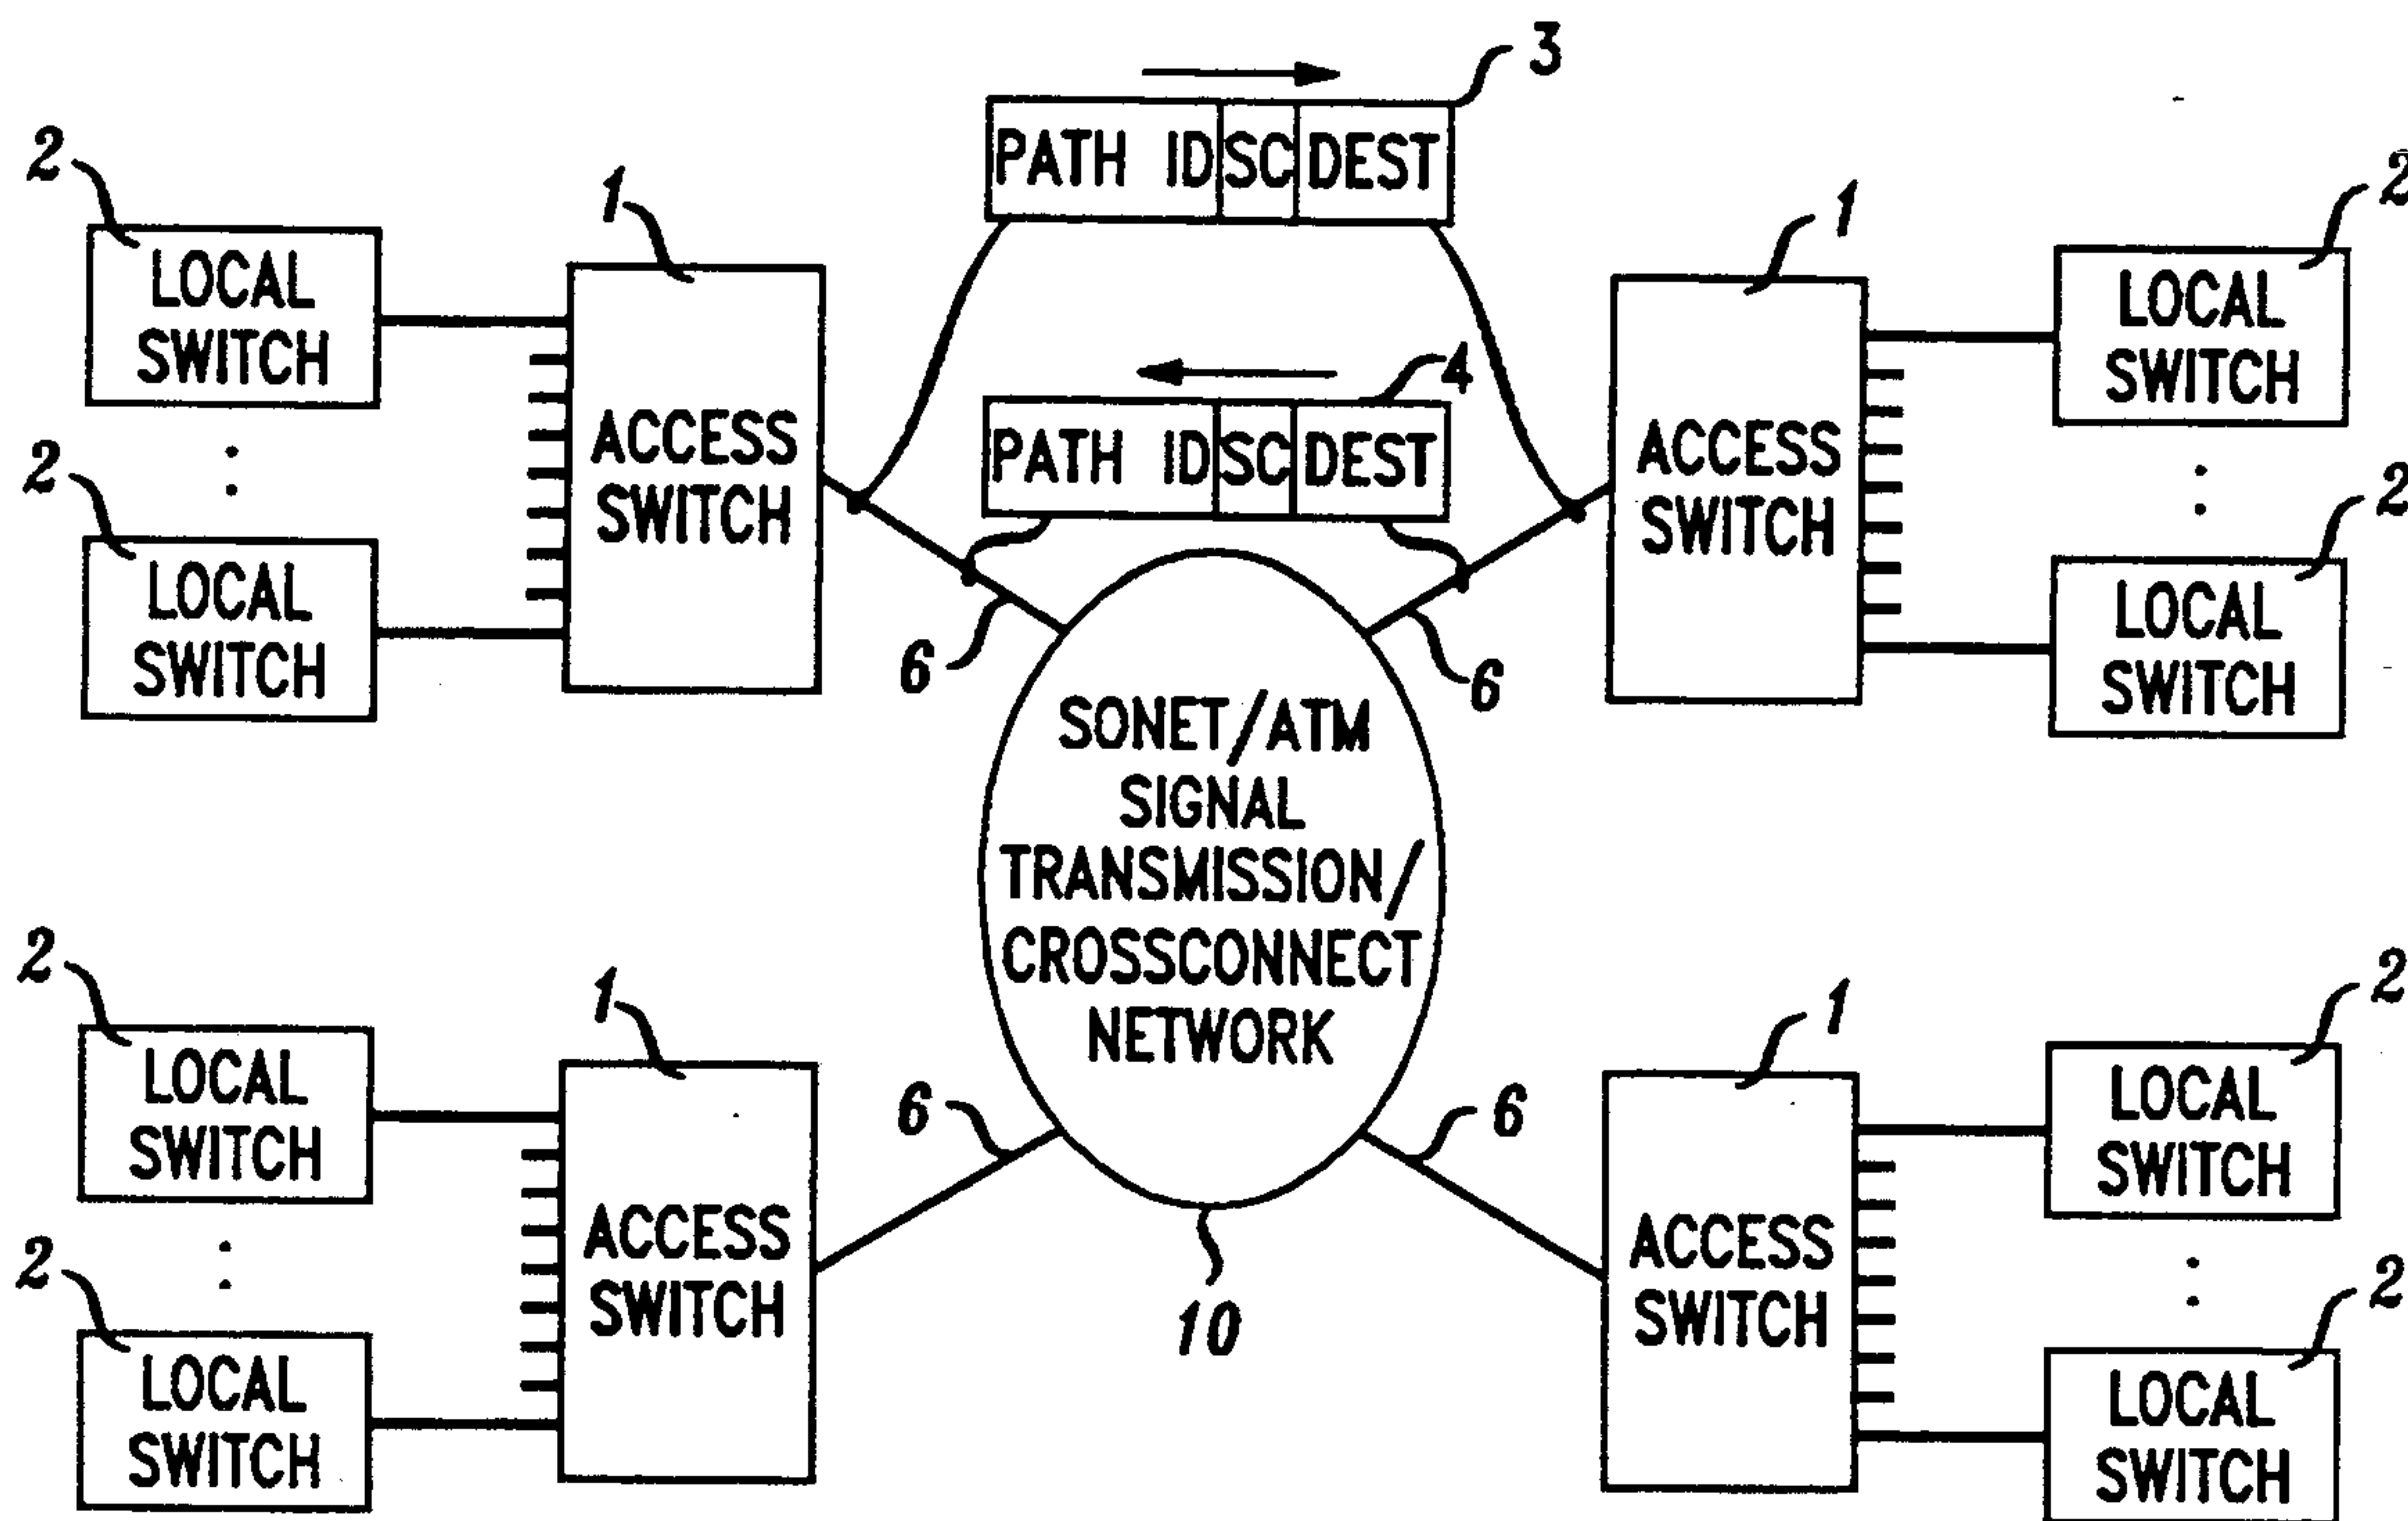 3
PATH ID SC DEST
2
1
1
2
LOCAL
SWITCH
LOCAL
SWITCH
4
PATH ID SC DEST
ACCESS
SWITCH
ACCESS
SWITCH
2
2
LOCAL
SWITCH
LOCAL
SWITCH
6
6
SONET/ATM
SIGNAL
TRANSMISSION/
CROSSCONNECT
NETWORK
10
2
1
1
2
LOCAL
SWITCH
LOCAL
SWITCH
6
6
ACCESS
SWITCH
ACCESS
SWITCH
2
2
LOCAL
SWITCH
LOCAL
SWITCH